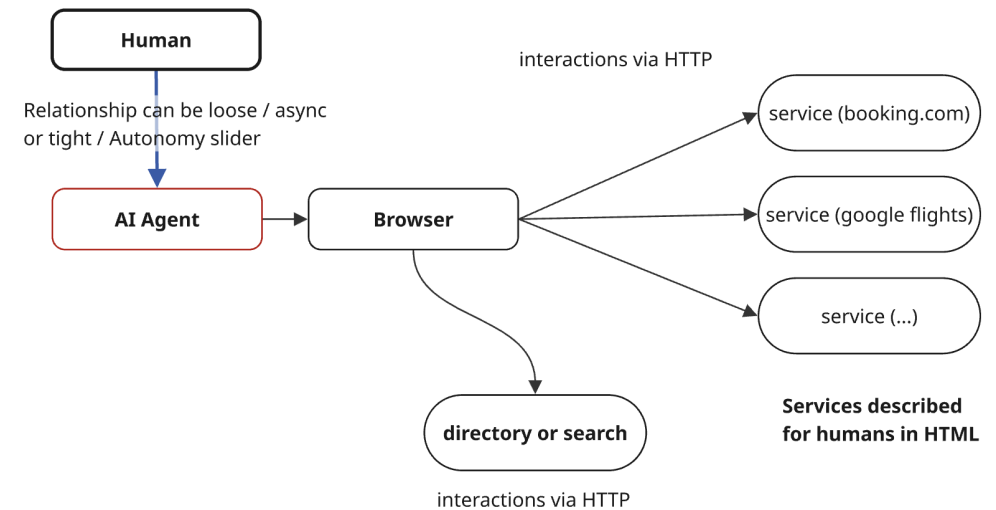 Human
interactions via HTTP
Relationship can be loose / async
or tight / Autonomy slider
service (booking.com)
AI Agent
Browser
service (google flights)
service (...)
Services described
for humans in HTML
directory or search
interactions via HTTP